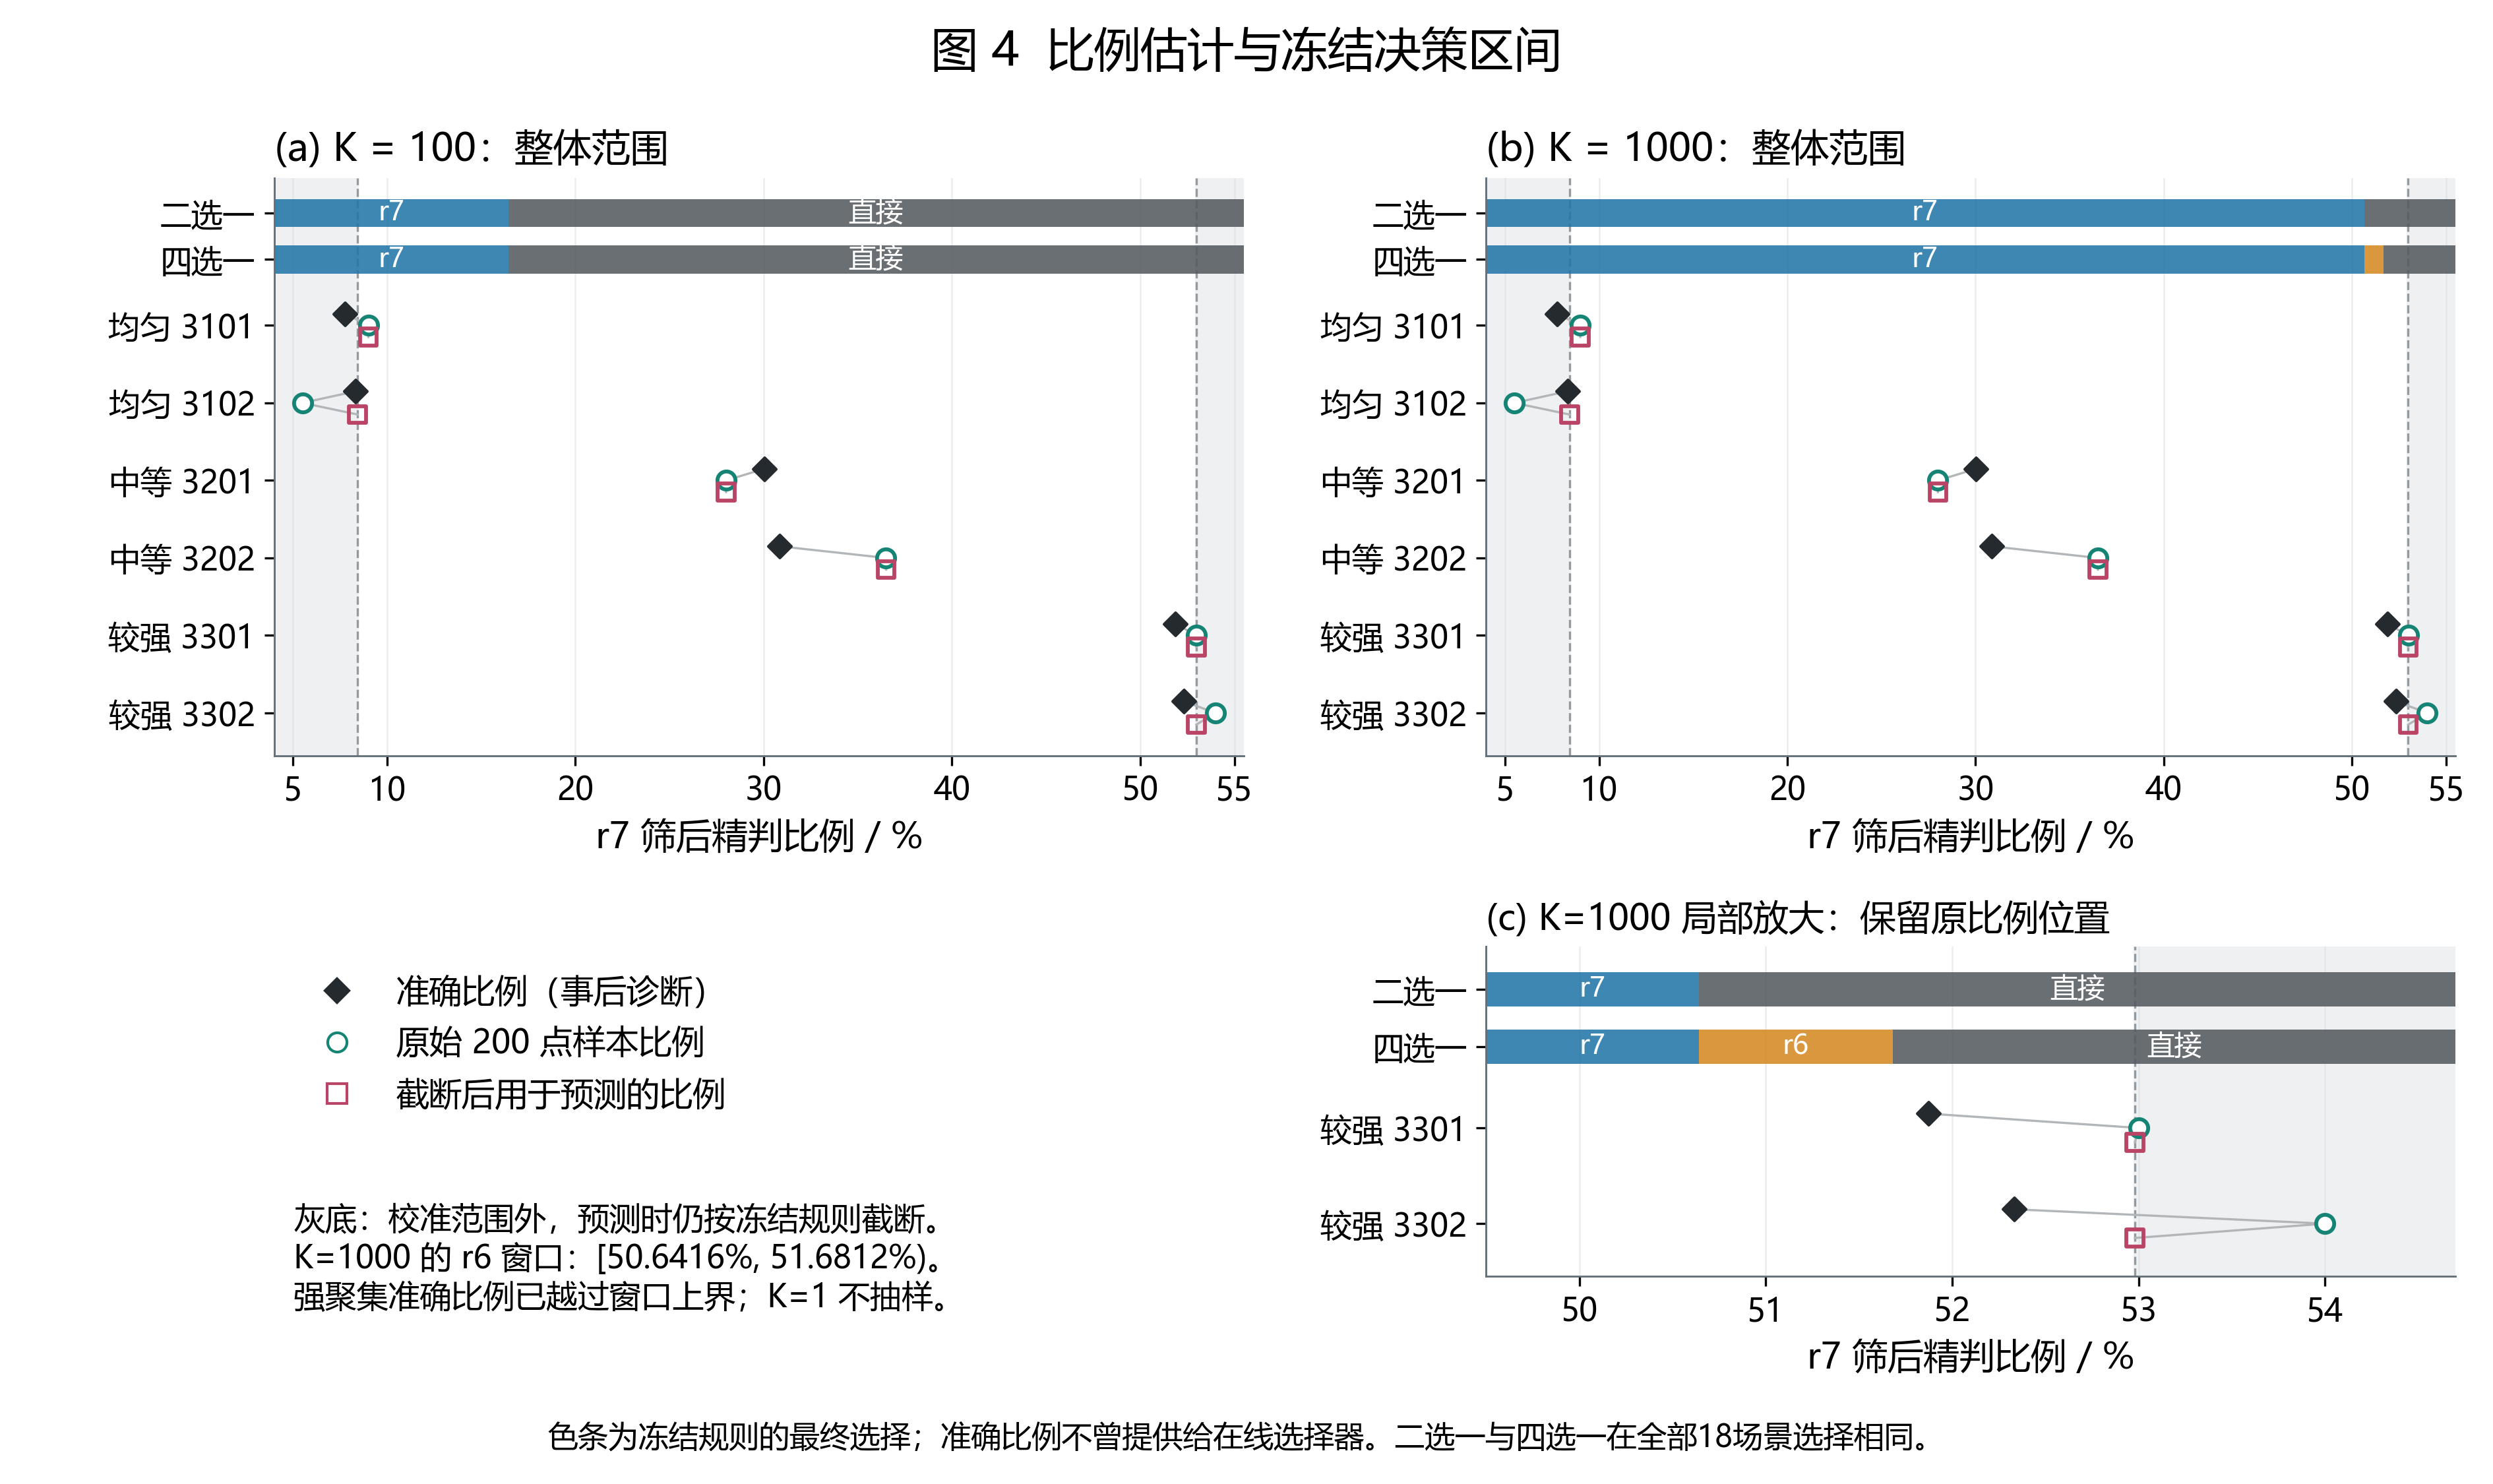 图 4 比例估计与冻结决策区间
(a) K = 100：整体范围
二选一
r7
直接
四选一
r7
直接
均匀 3101
均匀 3102
中等 3201
中等 3202
较强 3301
较强 3302
5 10 20 30 40 50 55
r7 筛后精判比例 / %
(b) K = 1000：整体范围
二选一
r7
四选一
r7
均匀 3101
均匀 3102
中等 3201
中等 3202
较强 3301
较强 3302
5 10 20 30 40 50 55
r7 筛后精判比例 / %
准确比例（事后诊断）
原始 200 点样本比例
截断后用于预测的比例
灰底：校准范围外，预测时仍按冻结规则截断。
K=1000 的 r6 窗口：[50.6416%, 51.6812%)。
强聚集准确比例已越过窗口上界；K=1 不抽样。
(c) K=1000 局部放大：保留原比例位置
二选一
r7
直接
四选一
r7
r6
直接
较强 3301
较强 3302
50 51 52 53 54
r7 筛后精判比例 / %
色条为冻结规则的最终选择；准确比例不曾提供给在线选择器。二选一与四选一在全部18场景选择相同。